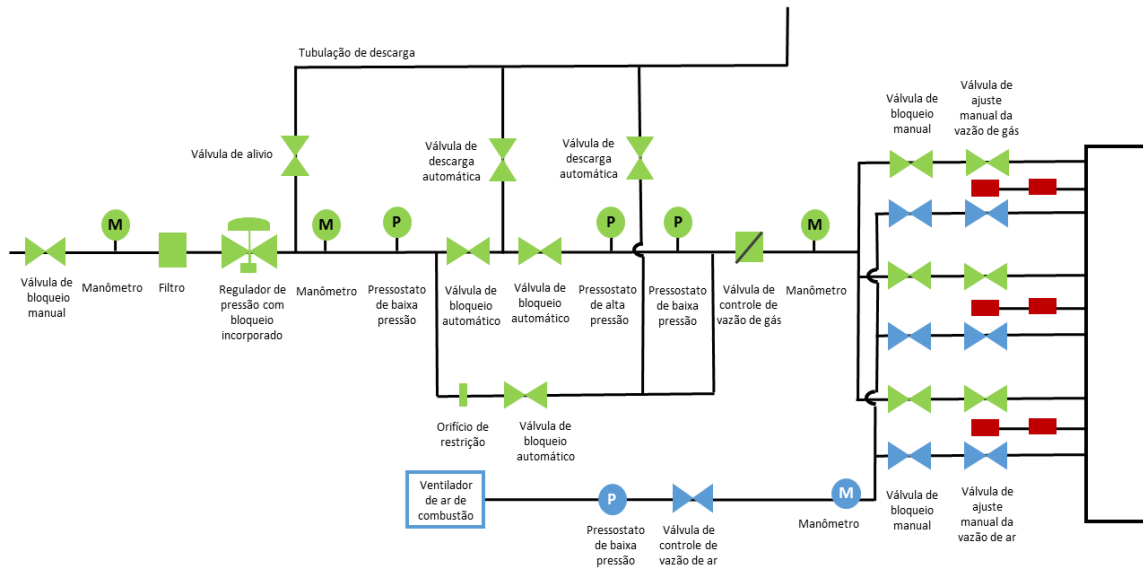 Tubulação de descarga
Válvula de alivio
Válvula de
descarga
automática
Válvula de
descarga
automática
Válvula de
bloqueio
manual
Válvula de
ajuste
manual da
vazão de gás
M
M
P
P
P
M
Válvula de
bloqueio
manual
Manômetro
Filtro
Regulador de
pressão com
bloqueio
incorporado
Manômetro
Pressostato
de baixa
pressão
Válvula de
bloqueio
automático
Válvula de
bloqueio
automático
Pressostato
de alta
pressão
Pressostato
de baixa
pressão
Válvula de
controle de
vazão de gás
Manômetro
Orifício de
restrição
Válvula de
bloqueio
automático
Ventilador
de ar de
combustão
P
M
Pressostato
de baixa
pressão
Válvula de
controle de
vazão de ar
Manômetro
Válvula de
bloqueio
manual
Válvula de
ajuste
manual da
vazão de ar